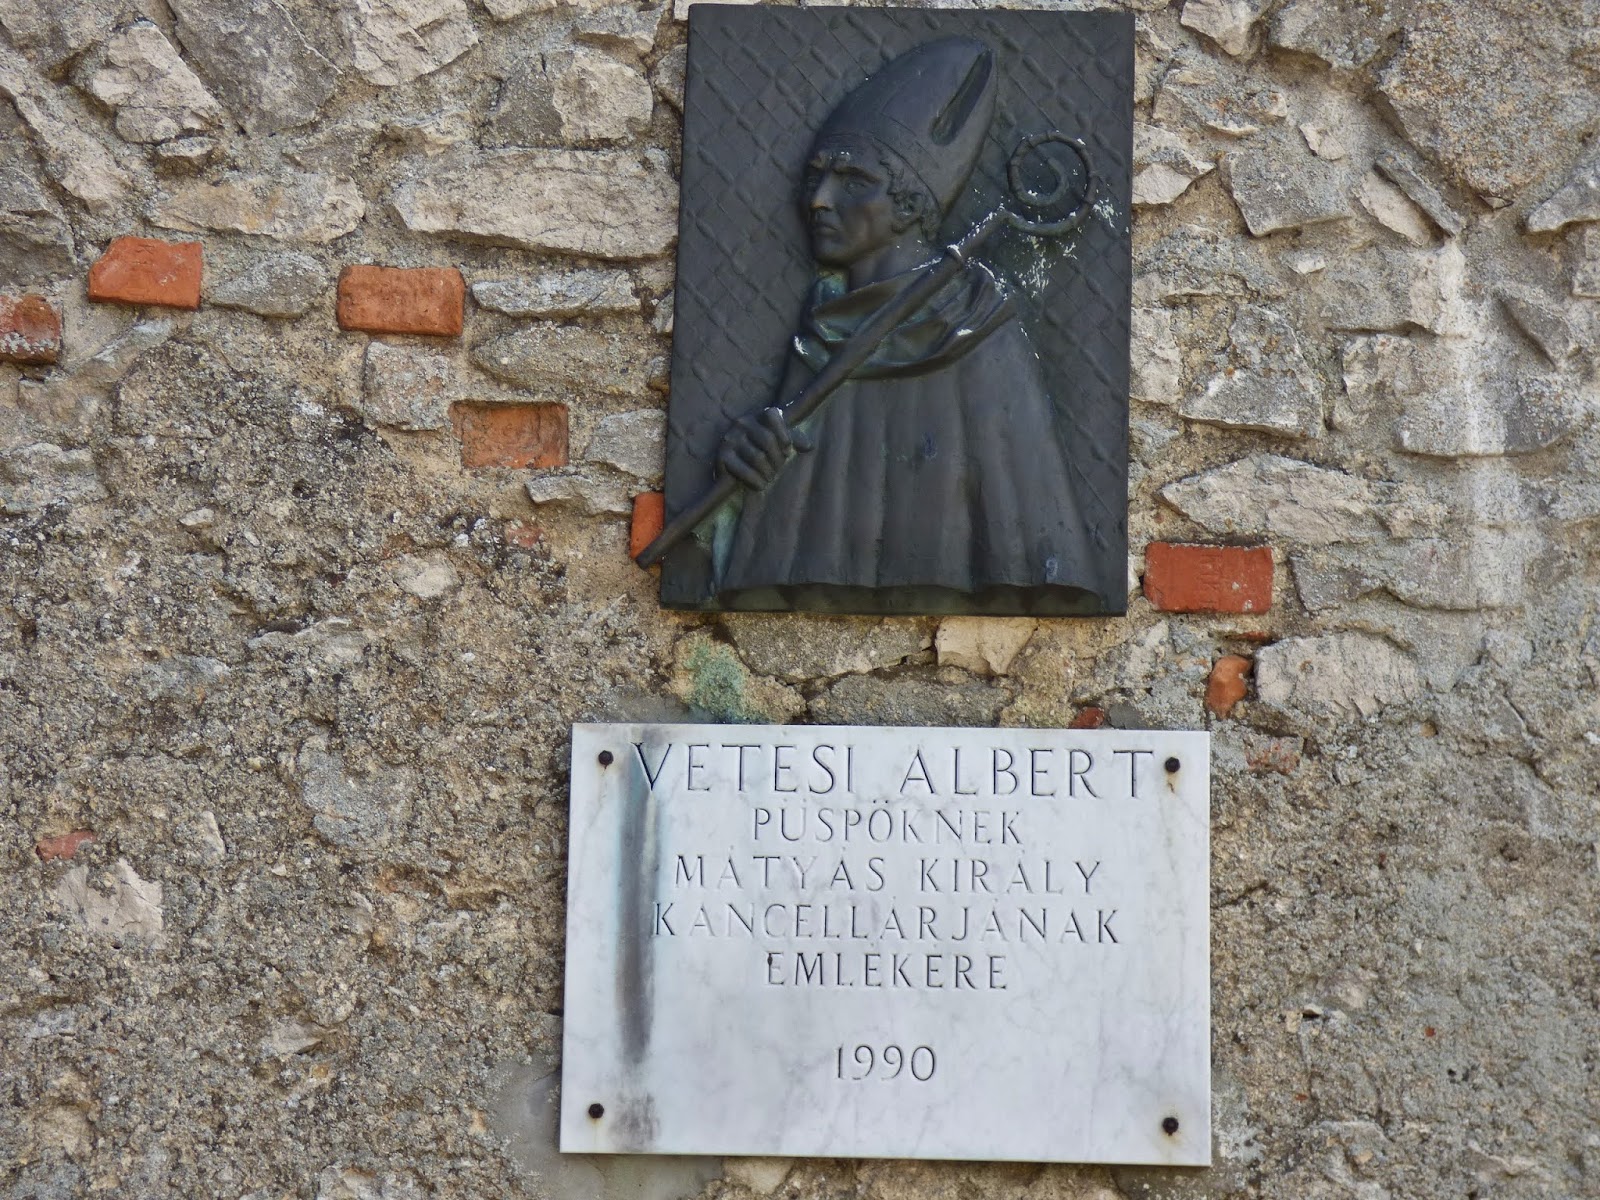 VETESI ALBERT
PÜSPÖKNEK
MÁTYÁS KIRÁLY
KANCELLÁRJÁNAK
EMLÉKÉRE
1990